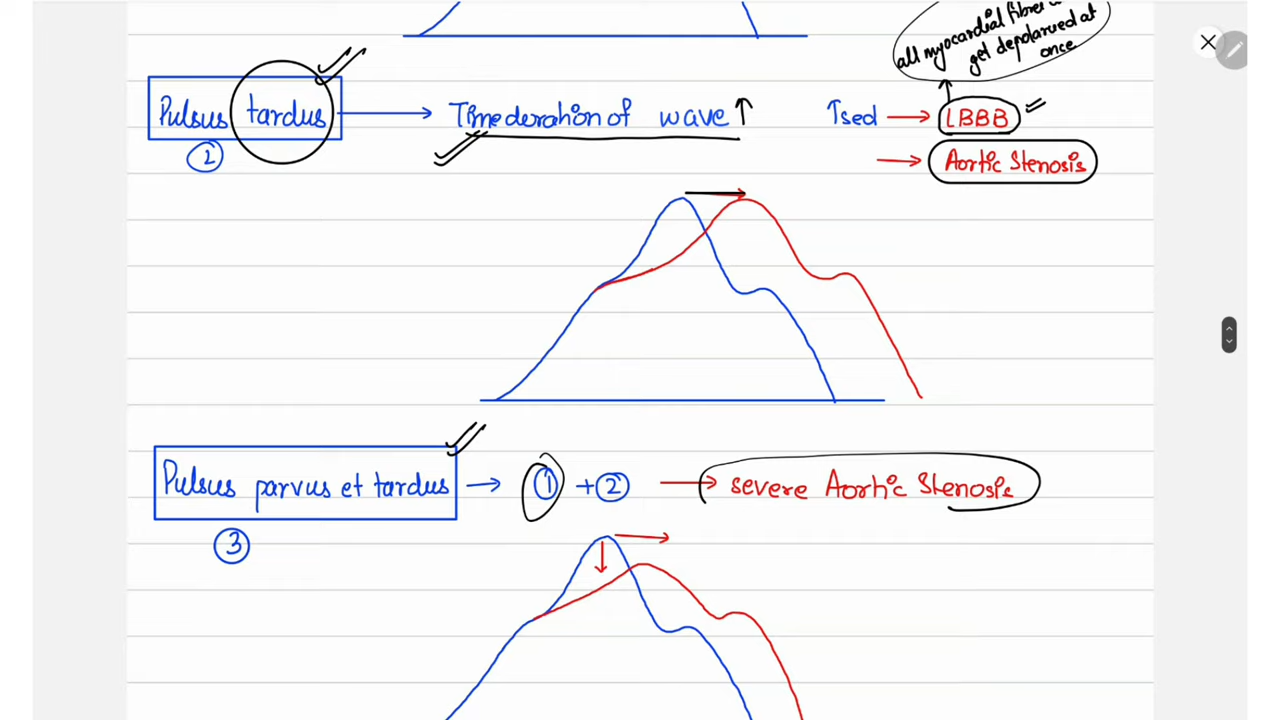 all myocardial fibres
get depolarised at
once
Pulsus tardus → Time deration of wave ↑ ↑sed → LBBB
② → Aortic Stenosis
Pulsus parvus et tardus → ① + ② → severe Aortic Stenosis
③